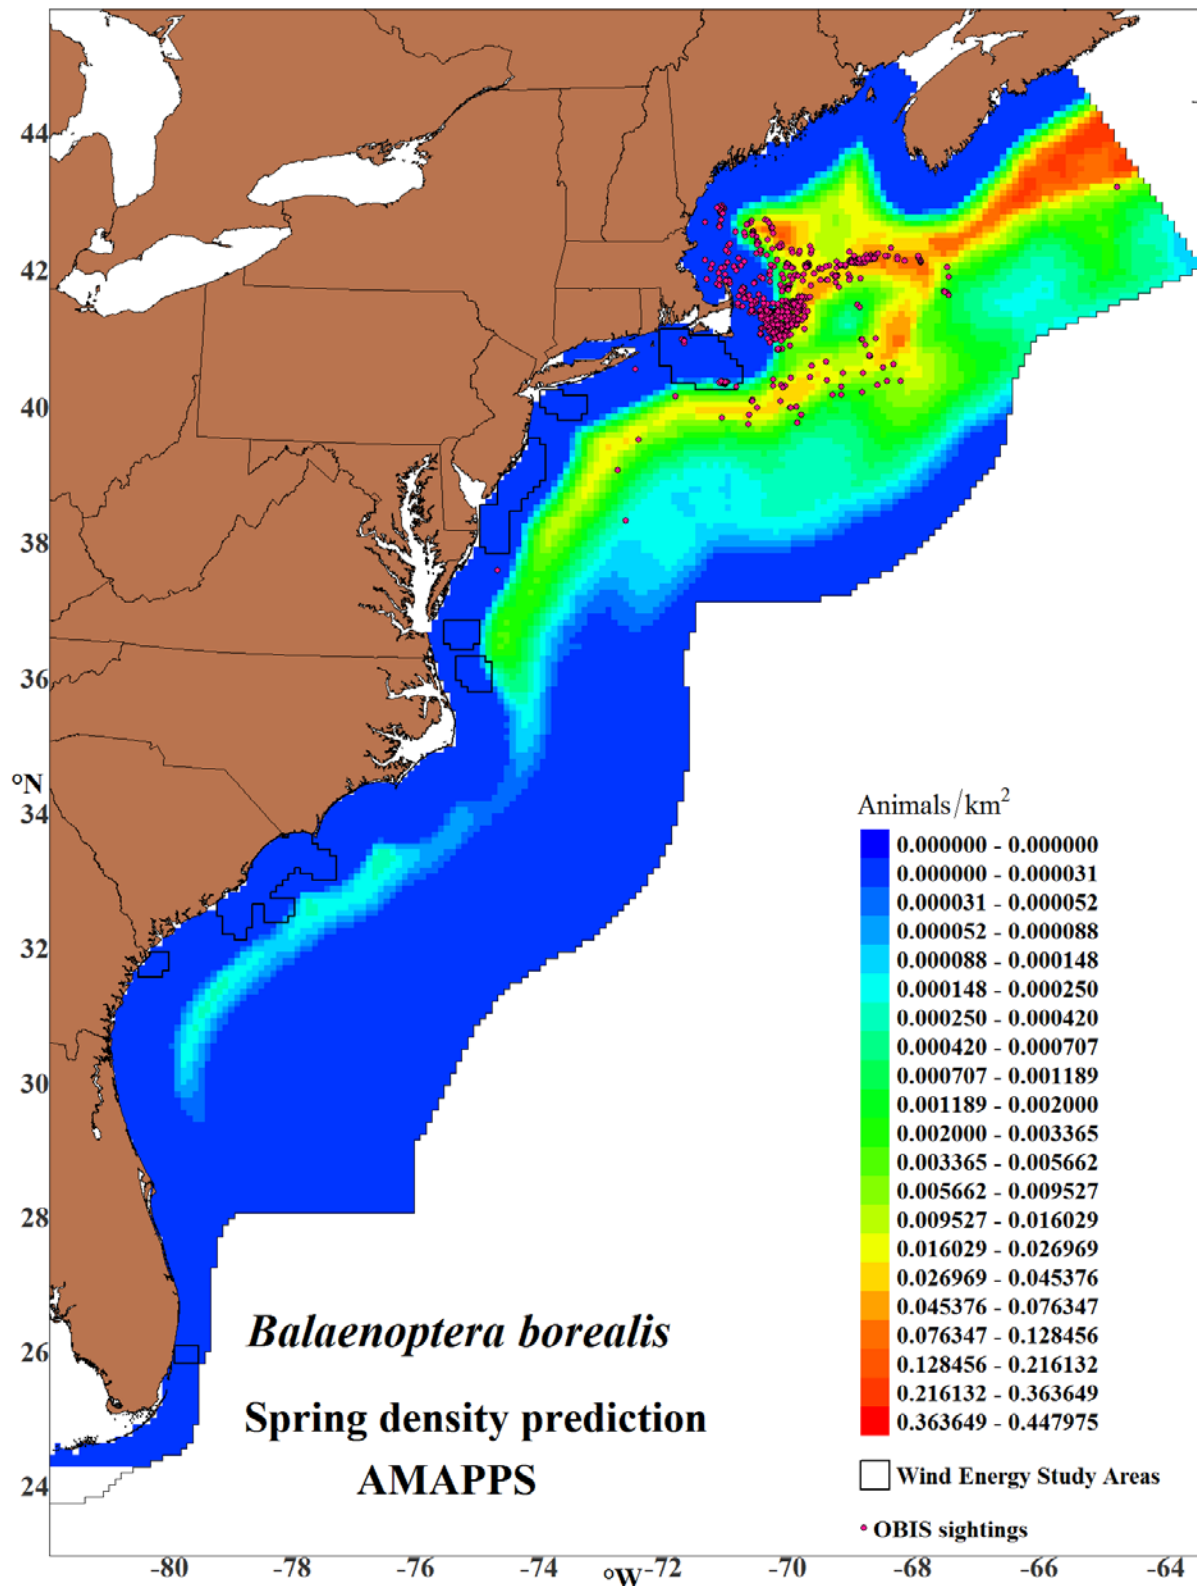 44
42
40
38
36
°N
34
32
30
28
26
24
Animals/km²
0.000000 - 0.000000
0.000000 - 0.000031
0.000031 - 0.000052
0.000052 - 0.000088
0.000088 - 0.000148
0.000148 - 0.000250
0.000250 - 0.000420
0.000420 - 0.000707
0.000707 - 0.001189
0.001189 - 0.002000
0.002000 - 0.003365
0.003365 - 0.005662
0.005662 - 0.009527
0.009527 - 0.016029
0.016029 - 0.026969
0.026969 - 0.045376
0.045376 - 0.076347
0.076347 - 0.128456
0.128456 - 0.216132
0.216132 - 0.363649
0.363649 - 0.447975
Wind Energy Study Areas
OBIS sightings
Balaenoptera borealis
Spring density prediction
AMAPPS
-80 -78 -76 -74 °W -72 -70 -68 -66 -64